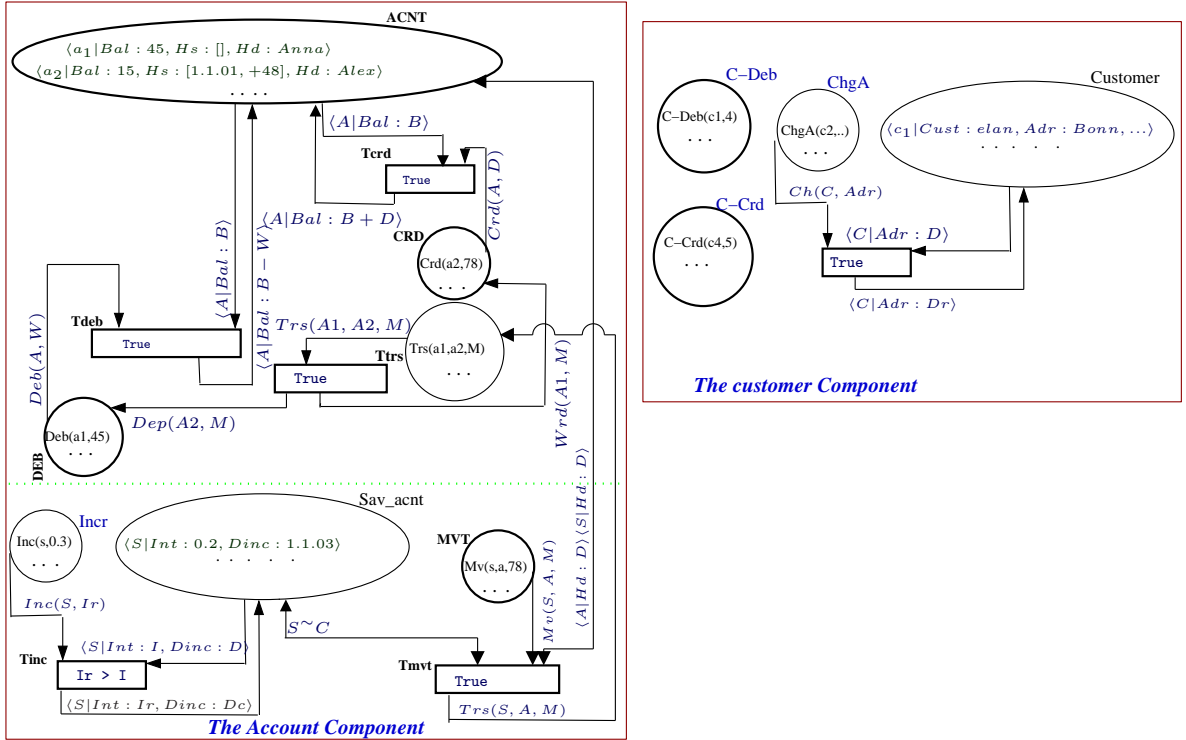 ACNT
⟨a₁|Bal : 45, Hs : [], Hd : Anna⟩
⟨a₂|Bal : 15, Hs : [1.1.01, +48], Hd : Alex⟩
. . . .
⟨A|Bal : B⟩
Tcrd
True
⟨A|Bal : B + D⟩
Crd(A, D)
CRD
Crd(a2,78)
. . .
⟨A|Bal : B⟩
⟨A|Bal : B − W⟩
Tdeb
True
Deb(A, W)
Trs(A1, A2, M)
Ttrs
True
Trs(a1,a2,M)
. . .
Dep(A2, M)
Wrd(A1, M)
Deb(a1,45)
. . .
DEB
⟨A|Hd : D⟩⟨S|Hd : D⟩
Sav_acnt
⟨S|Int : 0.2, Dinc : 1.1.03⟩
. . . . .
Incr
Inc(s,0.3)
. . .
Inc(S, Ir)
⟨S|Int : I, Dinc : D⟩
Tinc
Ir > I
⟨S|Int : Ir, Dinc : Dc⟩
MVT
Mv(s,a,78)
. . .
Mv(S, A, M)
S~C
Tmvt
True
Trs(S, A, M)
The Account Component
C−Deb
C−Deb(c1,4)
. . .
ChgA
ChgA(c2,..)
. . .
Customer
⟨c₁|Cust : elan, Adr : Bonn, ...⟩
. . . . .
Ch(C, Adr)
C−Crd
C−Crd(c4,5)
. . .
⟨C|Adr : D⟩
True
⟨C|Adr : Dr⟩
The customer Component